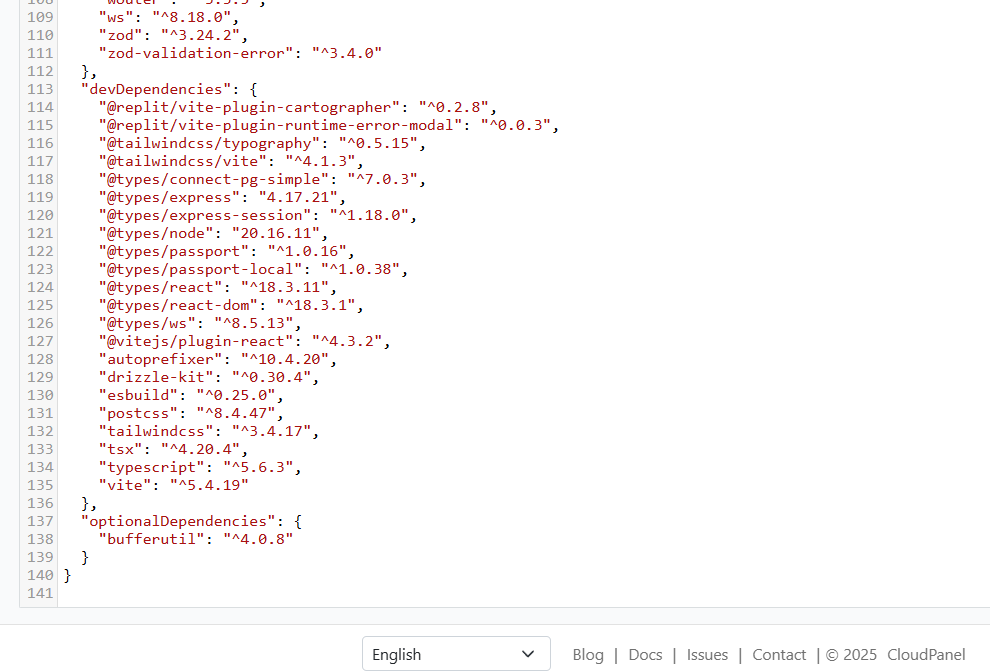 108 "wouter": "^3.3.5",
109 "ws": "^8.18.0",
110 "zod": "^3.24.2",
111 "zod-validation-error": "^3.4.0"
112 },
113 "devDependencies": {
114 "@replit/vite-plugin-cartographer": "^0.2.8",
115 "@replit/vite-plugin-runtime-error-modal": "^0.0.3",
116 "@tailwindcss/typography": "^0.5.15",
117 "@tailwindcss/vite": "^4.1.3",
118 "@types/connect-pg-simple": "^7.0.3",
119 "@types/express": "4.17.21",
120 "@types/express-session": "^1.18.0",
121 "@types/node": "20.16.11",
122 "@types/passport": "^1.0.16",
123 "@types/passport-local": "^1.0.38",
124 "@types/react": "^18.3.11",
125 "@types/react-dom": "^18.3.1",
126 "@types/ws": "^8.5.13",
127 "@vitejs/plugin-react": "^4.3.2",
128 "autoprefixer": "^10.4.20",
129 "drizzle-kit": "^0.30.4",
130 "esbuild": "^0.25.0",
131 "postcss": "^8.4.47",
132 "tailwindcss": "^3.4.17",
133 "tsx": "^4.20.4",
134 "typescript": "^5.6.3",
135 "vite": "^5.4.19"
136 },
137 "optionalDependencies": {
138 "bufferutil": "^4.0.8"
139 }
140 }
141
English Blog | Docs | Issues | Contact | © 2025 CloudPanel